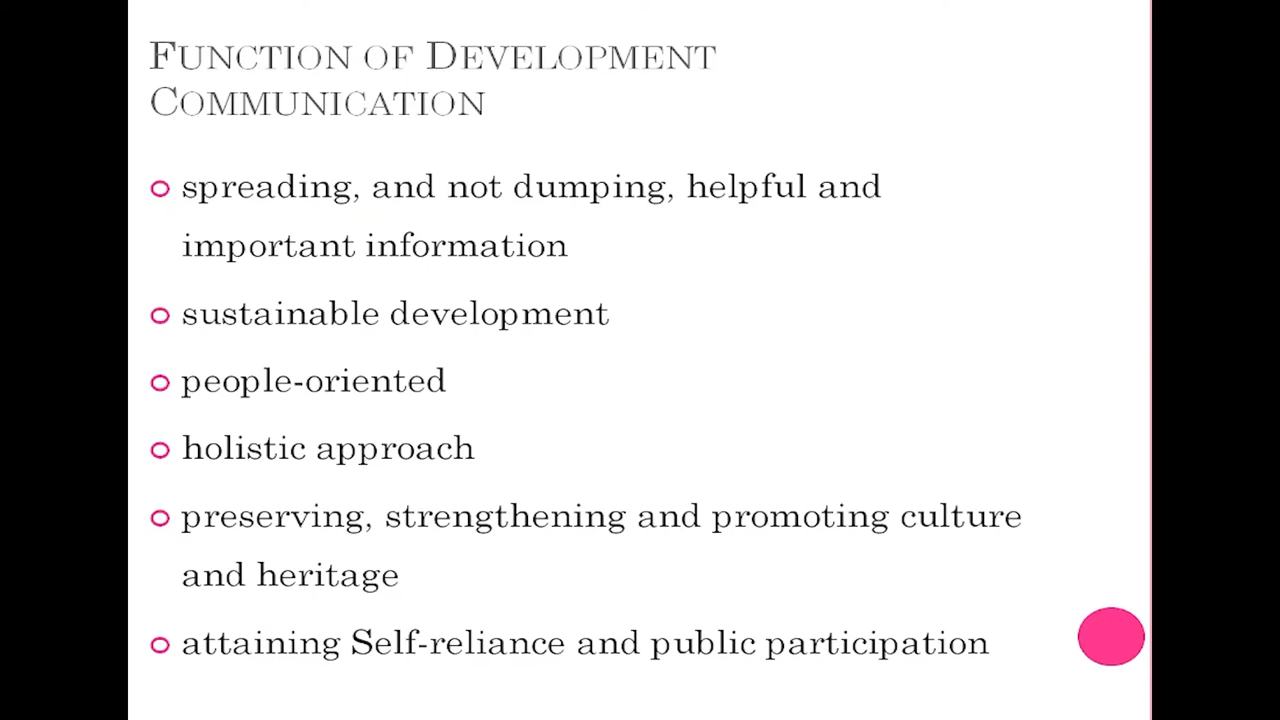 FUNCTION OF DEVELOPMENT
COMMUNICATION
spreading, and not dumping, helpful and
important information
sustainable development
people-oriented
holistic approach
preserving, strengthening and promoting culture
and heritage
attaining Self-reliance and public participation